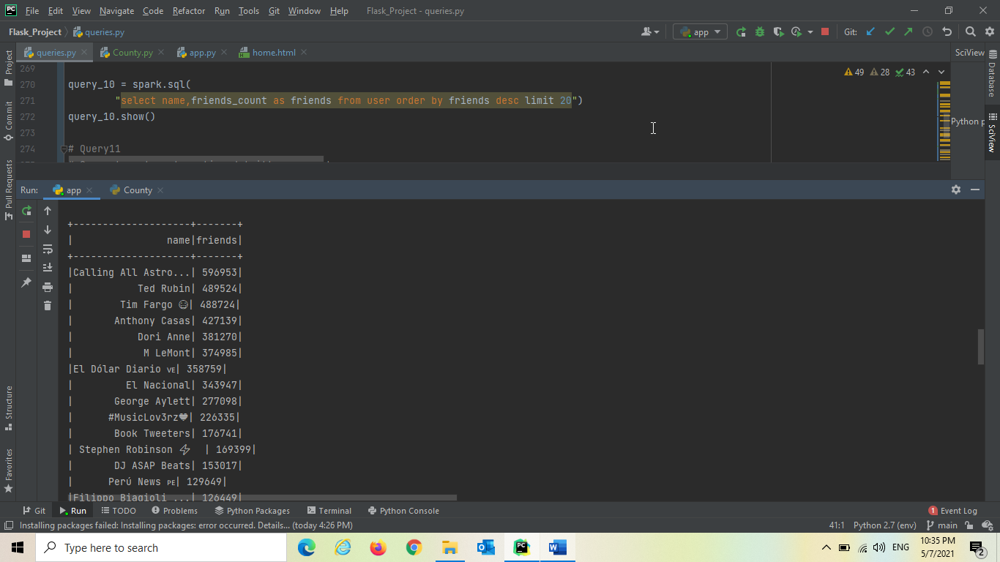 PC File Edit View Navigate Code Refactor Run Tools Git Window Help Flask_Project - queries.py
Flask_Project queries.py app Git:
Project
Commit
Pull Requests
Structure
Favorites
queries.py County.py app.py home.html SciView
Database
SciView
Python p
49 28 43
269
270 query_10 = spark.sql(
271 "select name,friends_count as friends from user order by friends desc limit 20")
272 query_10.show()
273
274 # Query11
Run: app County
+--------------------+-------+
|                name|friends|
+--------------------+-------+
|Calling All Astro...| 596953|
|           Ted Rubin| 489524|
|        Tim Fargo 😷| 488724|
|       Anthony Casas| 427139|
|           Dori Anne| 381270|
|            M LeMont| 374985|
|El Dólar Diario 🇻🇪| 358759|
|         El Nacional| 343947|
|       George Aylett| 277098|
|      #MusicLov3rz🖤| 226335|
|       Book Tweeters| 176741|
| Stephen Robinson ⚡ | 169399|
|       DJ ASAP Beats| 153017|
|      Perú News 🇵🇪| 129649|
|Filippo Biagioli ...| 126449|
Git Run TODO Problems Python Packages Terminal Python Console 1 Event Log
Installing packages failed: Installing packages: error occurred. Details... (today 4:26 PM) 41:1 Python 2.7 (env) main
Type here to search PC W ENG 10:35 PM
5/7/2021 2